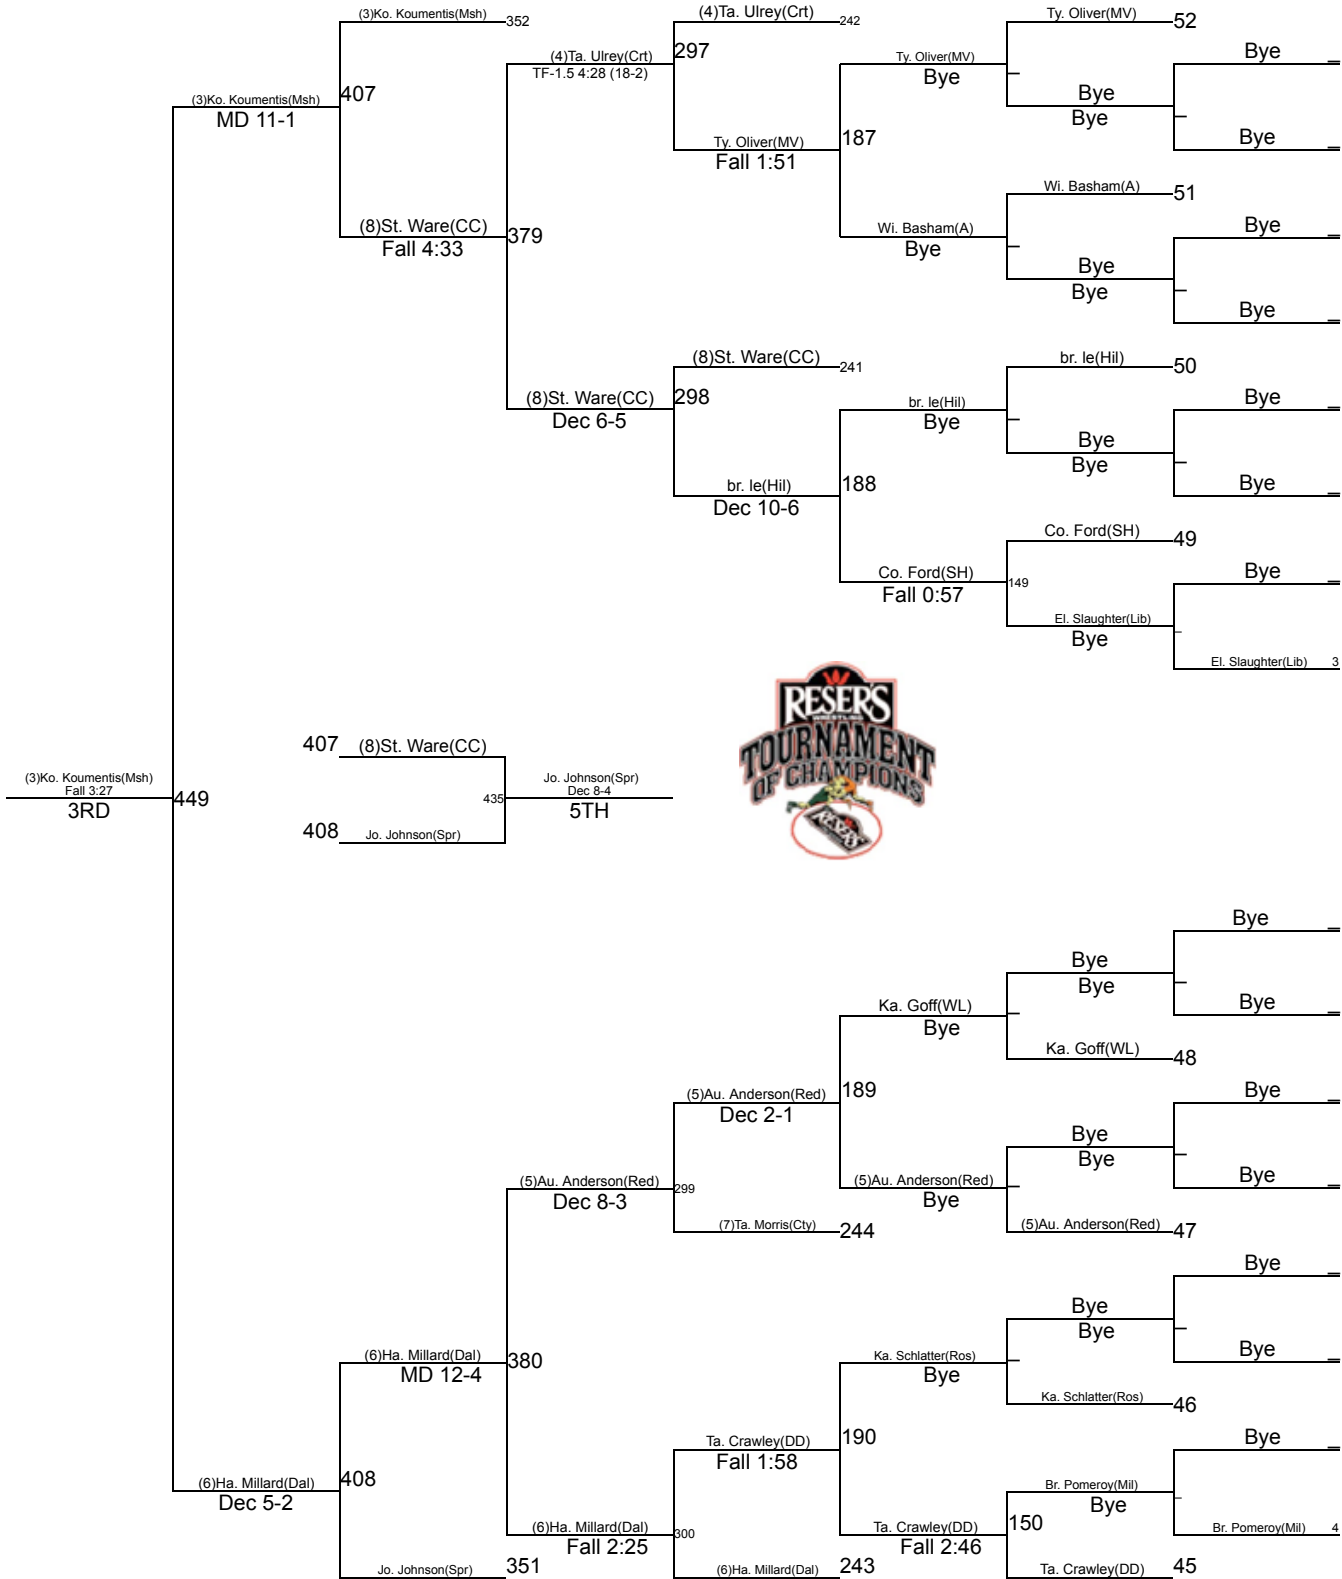 (3)Ko. Koumentis(Msh) 352
(4)Ta. Ulrey(Crt) 242
Ty. Oliver(MV) 52
Bye _
(4)Ta. Ulrey(Crt) 297
TF-1.5 4:28 (18-2)
Ty. Oliver(MV)
Bye
_
Bye
Bye
_
(3)Ko. Koumentis(Msh) 407
MD 11-1
Ty. Oliver(MV) 187
Fall 1:51
Bye _
Wi. Basham(A) 51
(8)St. Ware(CC) 379
Fall 4:33
Wi. Basham(A)
Bye
_
Bye _
Bye
Bye
_
Bye _
(8)St. Ware(CC) 241
br. le(Hil) 50
(8)St. Ware(CC) 298
Dec 6-5
br. le(Hil)
Bye
_
Bye _
Bye
Bye
_
br. le(Hil) 188
Dec 10-6
Bye _
Co. Ford(SH) 49
Co. Ford(SH) 149
Fall 0:57
Bye _
El. Slaughter(Lib)
Bye
_
El. Slaughter(Lib) 3
RESER'S
WRESTLING
TOURNAMENT
OF CHAMPIONS
RESER'S
407 (8)St. Ware(CC)
(3)Ko. Koumentis(Msh)
Fall 3:27
3RD
449
435
Jo. Johnson(Spr)
Dec 8-4
5TH
408 Jo. Johnson(Spr)
Bye _
Bye
Bye
_
Ka. Goff(WL)
Bye
_
Bye _
Ka. Goff(WL) 48
(5)Au. Anderson(Red) 189
Dec 2-1
Bye _
Bye
Bye
_
(5)Au. Anderson(Red) 299
Dec 8-3
(5)Au. Anderson(Red)
Bye
_
Bye _
(7)Ta. Morris(Cty) 244
(5)Au. Anderson(Red) 47
Bye _
Bye
Bye
_
(6)Ha. Millard(Dal) 380
MD 12-4
Ka. Schlatter(Ros)
Bye
_
Bye _
Ka. Schlatter(Ros) 46
Ta. Crawley(DD) 190
Fall 1:58
Bye _
(6)Ha. Millard(Dal) 408
Dec 5-2
Br. Pomeroy(Mil)
Bye
_
(6)Ha. Millard(Dal) 300
Fall 2:25
Ta. Crawley(DD) 150
Fall 2:46
Br. Pomeroy(Mil) 4
Jo. Johnson(Spr) 351
(6)Ha. Millard(Dal) 243
Ta. Crawley(DD) 45